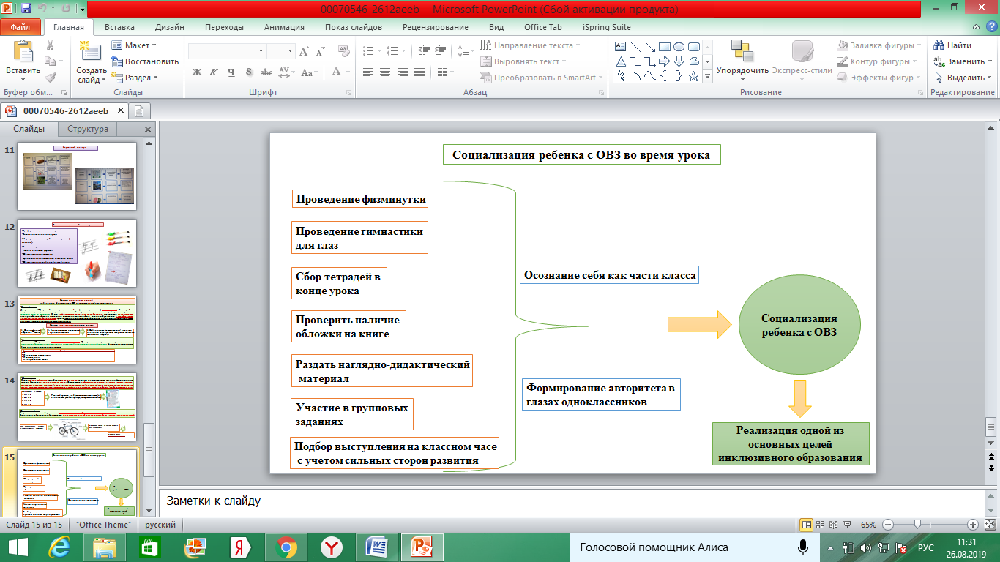 00070546-2612aeeb - Microsoft PowerPoint (Сбой активации продукта)
Файл Главная Вставка Дизайн Переходы Анимация Показ слайдов Рецензирование Вид Office Tab iSpring Suite
Вставить
Буфер обм...
Создать слайд
Макет
Восстановить
Раздел
Слайды
Ж К Ч S abc AV Aa А
Шрифт
Направление текста
Выровнять текст
Преобразовать в SmartArt
Абзац
Упорядочить
Экспресс-стили
Заливка фигуры
Контур фигуры
Эффекты фигур
Рисование
Найти
Заменить
Выделить
Редактирование
00070546-2612aeeb
Слайды Структура
11
12
13
14
15
Социализация ребенка с ОВЗ во время урока
Проведение физминутки
Проведение гимнастики
для глаз
Сбор тетрадей в
конце урока
Проверить наличие
обложки на книге
Раздать наглядно-дидактический
материал
Участие в групповых
заданиях
Подбор выступления на классном часе
с учетом сильных сторон развития
Осознание себя как части класса
Формирование авторитета в
глазах одноклассников
Социализация
ребенка с ОВЗ
Реализация одной из
основных целей
инклюзивного образования
Заметки к слайду
Слайд 15 из 15 "Office Theme" русский 65%
Голосовой помощник Алиса
РУС
11:31
26.08.2019